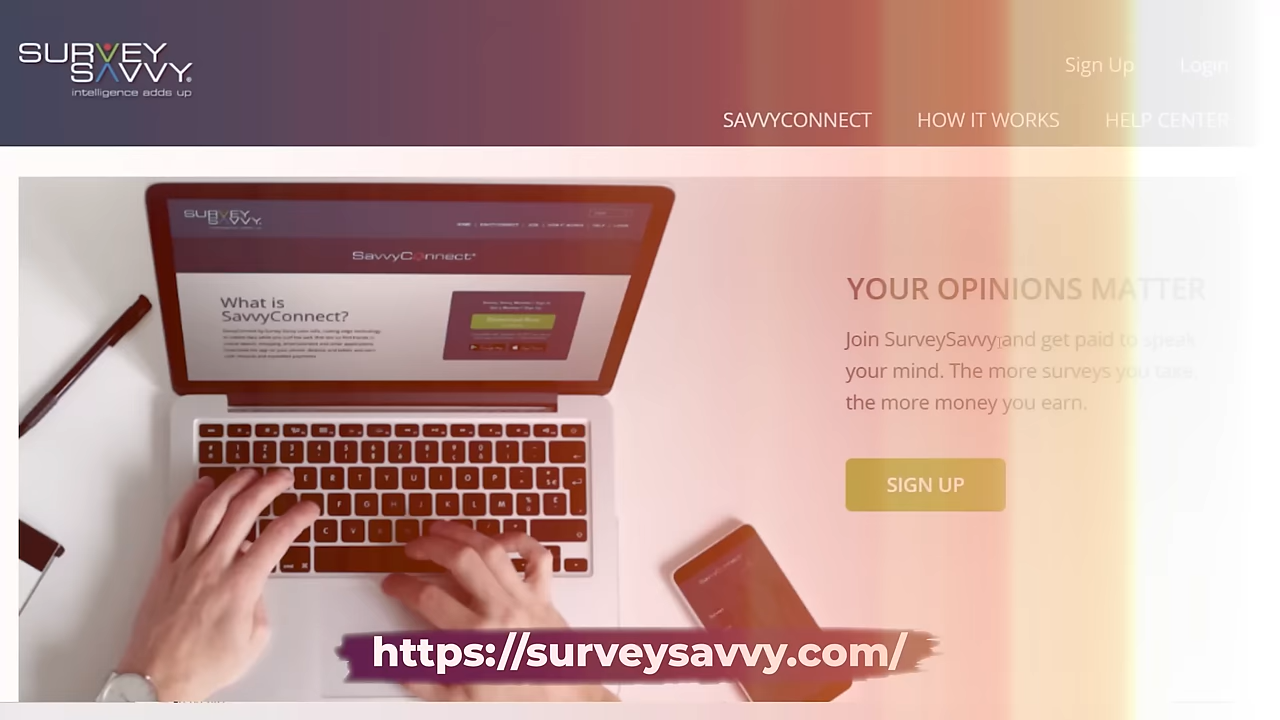 SURVEY
SAVVY®
intelligence adds up
Sign Up
Login
SAVVYCONNECT
HOW IT WORKS
HELP CENTER
SURVEY
SAVVY
SavvyConnect
What is
SavvyConnect?
YOUR OPINIONS MATTER
Join SurveySavvy and get paid to speak
your mind. The more surveys you take,
the more money you earn.
SIGN UP
https://surveysavvy.com/